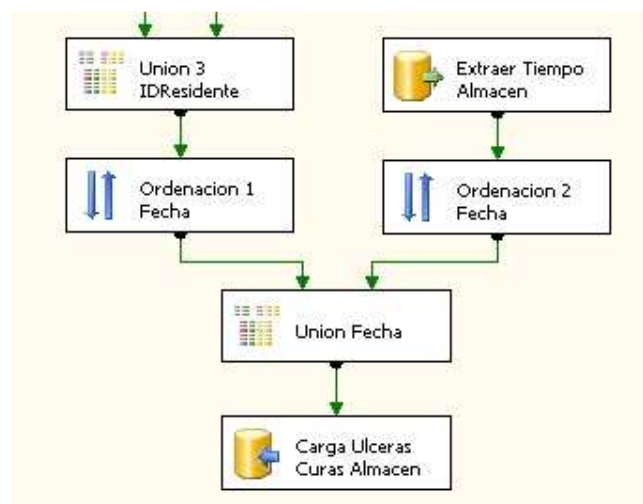 Union 3
IDResidente
Extraer Tiempo
Almacen
Ordenacion 1
Fecha
Ordenacion 2
Fecha
Union Fecha
Carga Ulceras
Curas Almacen